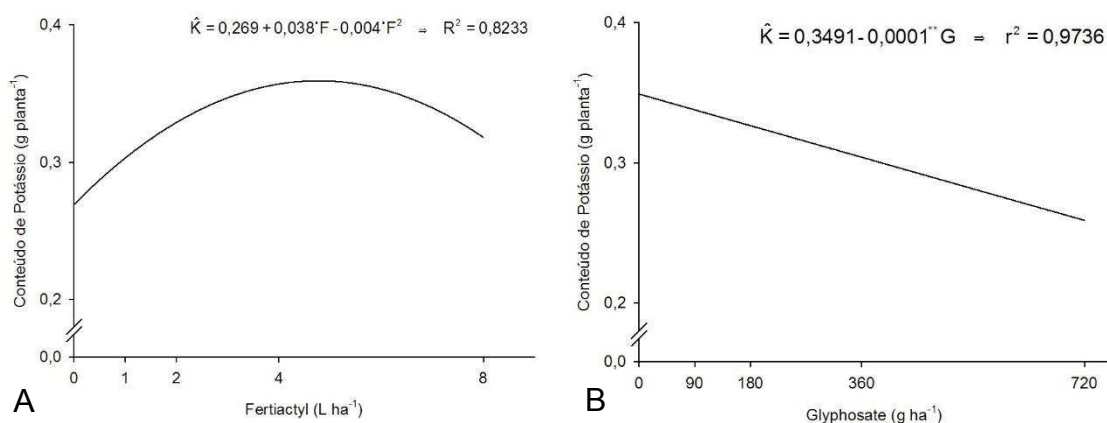 K̂ = 0,269 + 0,038*F - 0,004*F² ⇒ R² = 0,8233
Conteúdo de Potássio (g planta⁻¹)
0,4
0,3
0,2
0,0
0 1 2 4 8
Fertiactyl (L ha⁻¹)
A
K̂ = 0,3491 - 0,0001**G ⇒ r² = 0,9736
Conteúdo de Potássio (g planta⁻¹)
0,4
0,3
0,2
0,0
0 90 180 360 720
Glyphosate (g ha⁻¹)
B